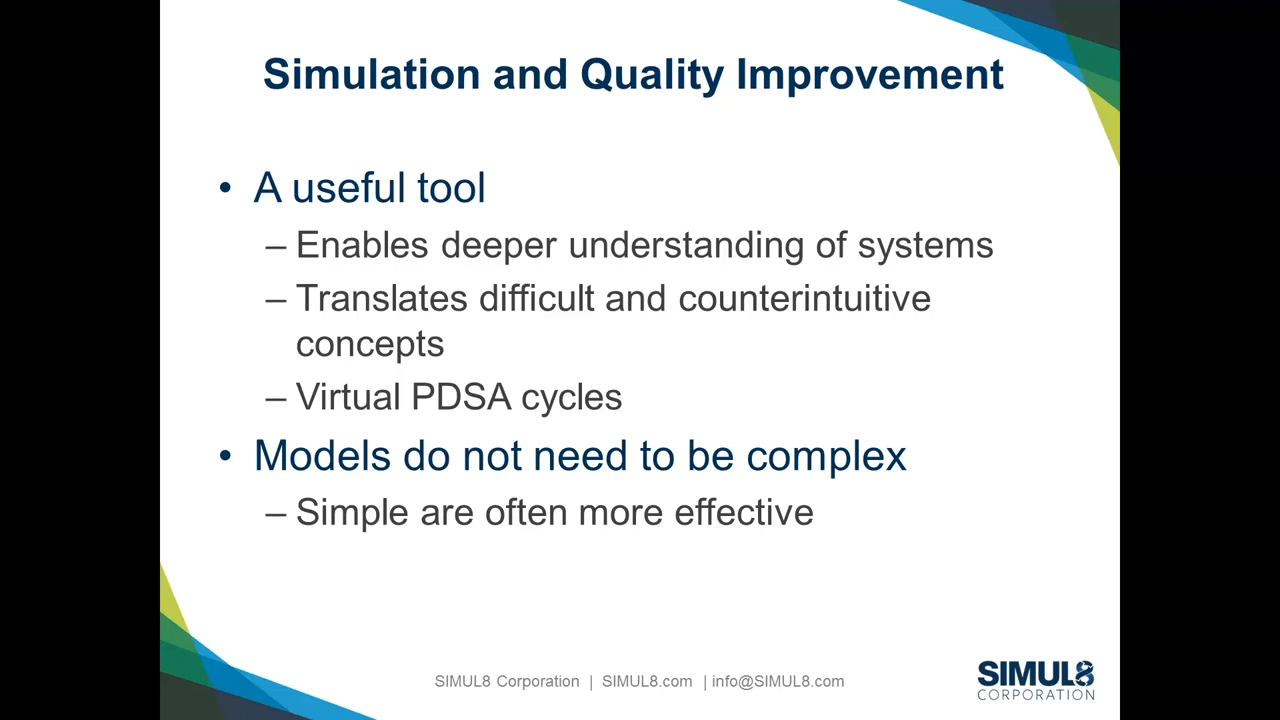 Simulation and Quality Improvement
• A useful tool
– Enables deeper understanding of systems
– Translates difficult and counterintuitive
concepts
– Virtual PDSA cycles
• Models do not need to be complex
– Simple are often more effective
SIMUL8 Corporation | SIMUL8.com | info@SIMUL8.com
SIMUL8
CORPORATION